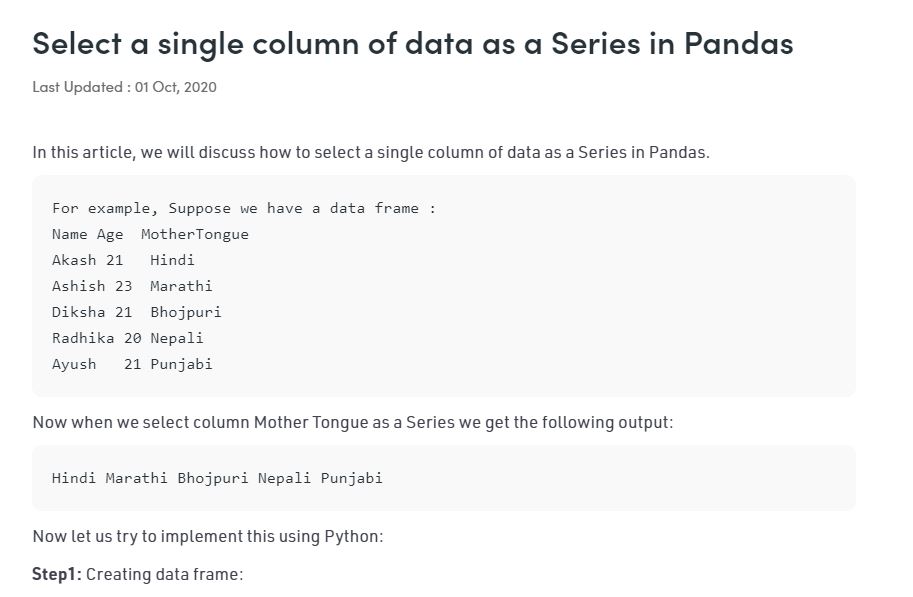 Select a single column of data as a Series in Pandas
Last Updated : 01 Oct, 2020
In this article, we will discuss how to select a single column of data as a Series in Pandas.
For example, Suppose we have a data frame :
Name Age  MotherTongue
Akash 21   Hindi
Ashish 23  Marathi
Diksha 21  Bhojpuri
Radhika 20 Nepali
Ayush   21 Punjabi
Now when we select column Mother Tongue as a Series we get the following output:
Hindi Marathi Bhojpuri Nepali Punjabi
Now let us try to implement this using Python:
Step1: Creating data frame: